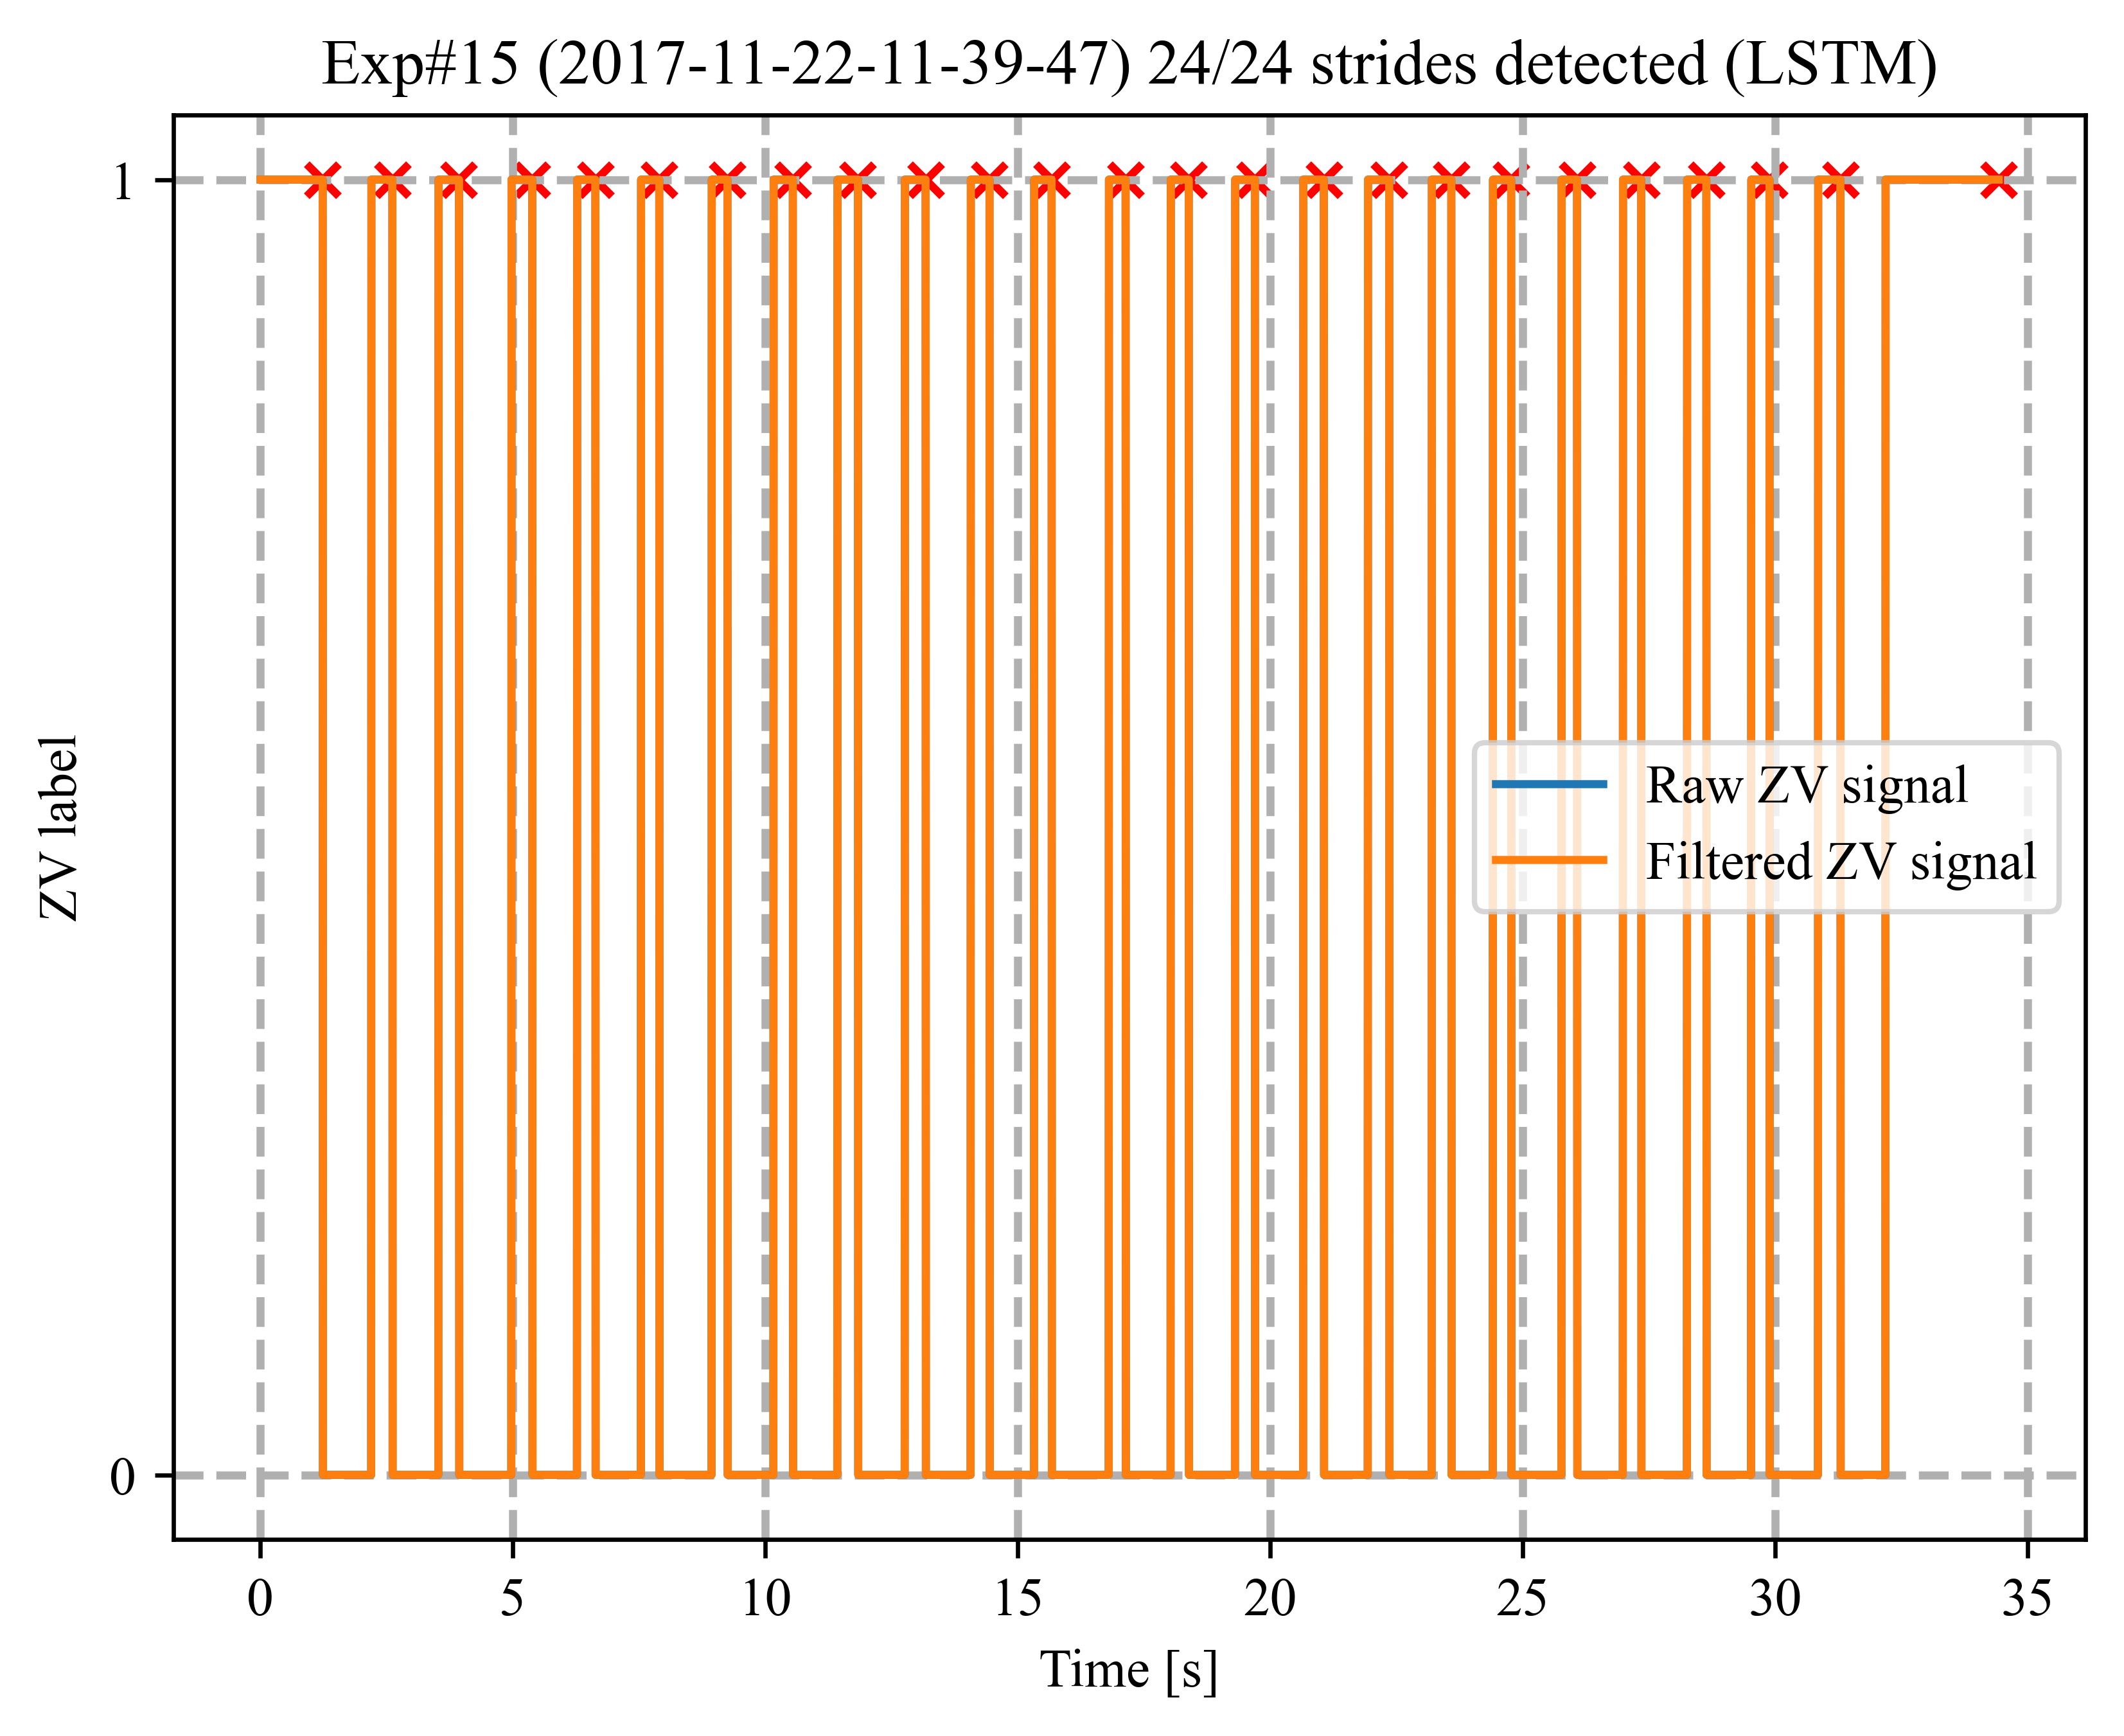 Exp#15 (2017-11-22-11-39-47) 24/24 strides detected (LSTM)
1
ZV label
Raw ZV signal
Filtered ZV signal
0
0 5 10 15 20 25 30 35
Time [s]